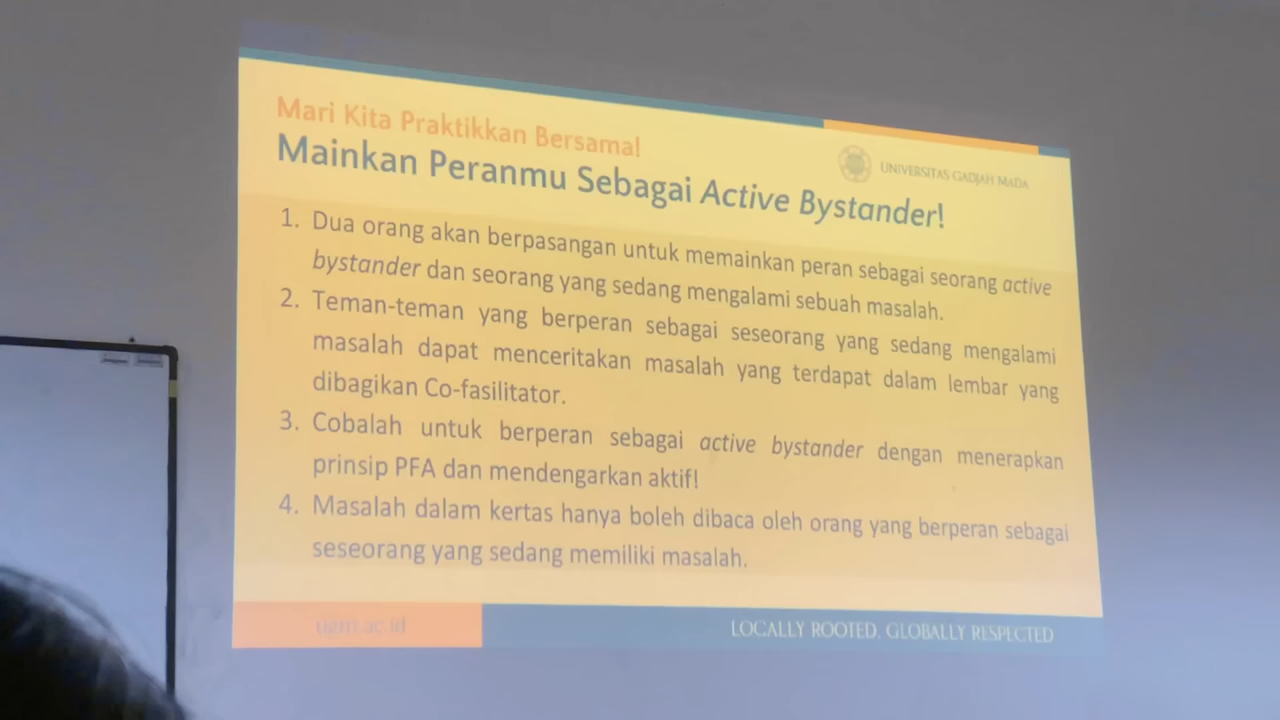 Mari Kita Praktikkan Bersama!
Mainkan Peranmu Sebagai Active Bystander!
UNIVERSITAS GADJAH MADA
1. Dua orang akan berpasangan untuk memainkan peran sebagai seorang active
bystander dan seorang yang sedang mengalami sebuah masalah.
2. Teman-teman yang berperan sebagai seseorang yang sedang mengalami
masalah dapat menceritakan masalah yang terdapat dalam lembar yang
dibagikan Co-fasilitator.
3. Cobalah untuk berperan sebagai active bystander dengan menerapkan
prinsip PFA dan mendengarkan aktif!
4. Masalah dalam kertas hanya boleh dibaca oleh orang yang berperan sebagai
seseorang yang sedang memiliki masalah.
ugm.ac.id
LOCALLY ROOTED, GLOBALLY RESPECTED